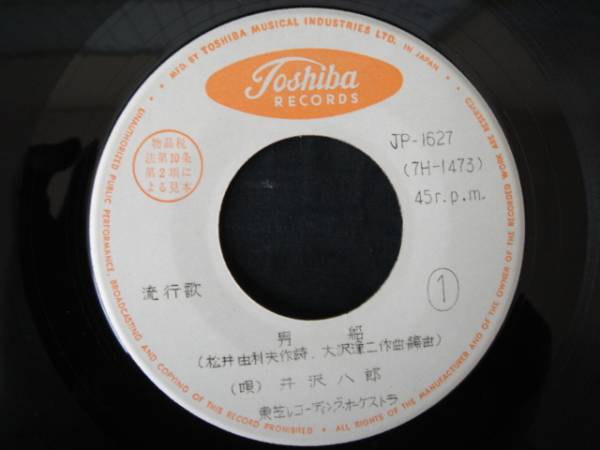 MFD. BY TOSHIBA MUSICAL INDUSTRIES LTD. IN JAPAN
Toshiba
RECORDS
物品税
法第10条
第2項に
よる見本
JP-1627
(7H-1473)
45r.p.m.
流行歌
1
男船
(松井由利夫作詩、大沢浄二作曲編曲)
(唄) 井沢八郎
東芝レコーディング・オーケストラ
UNAUTHORIZED PUBLIC PERFORMANCE, BROADCASTING AND COPYING OF THIS RECORD PROHIBITED • ALL RIGHTS OF THE MANUFACTURER AND OF THE OWNER OF THE RECORDED WORK ARE RESERVED